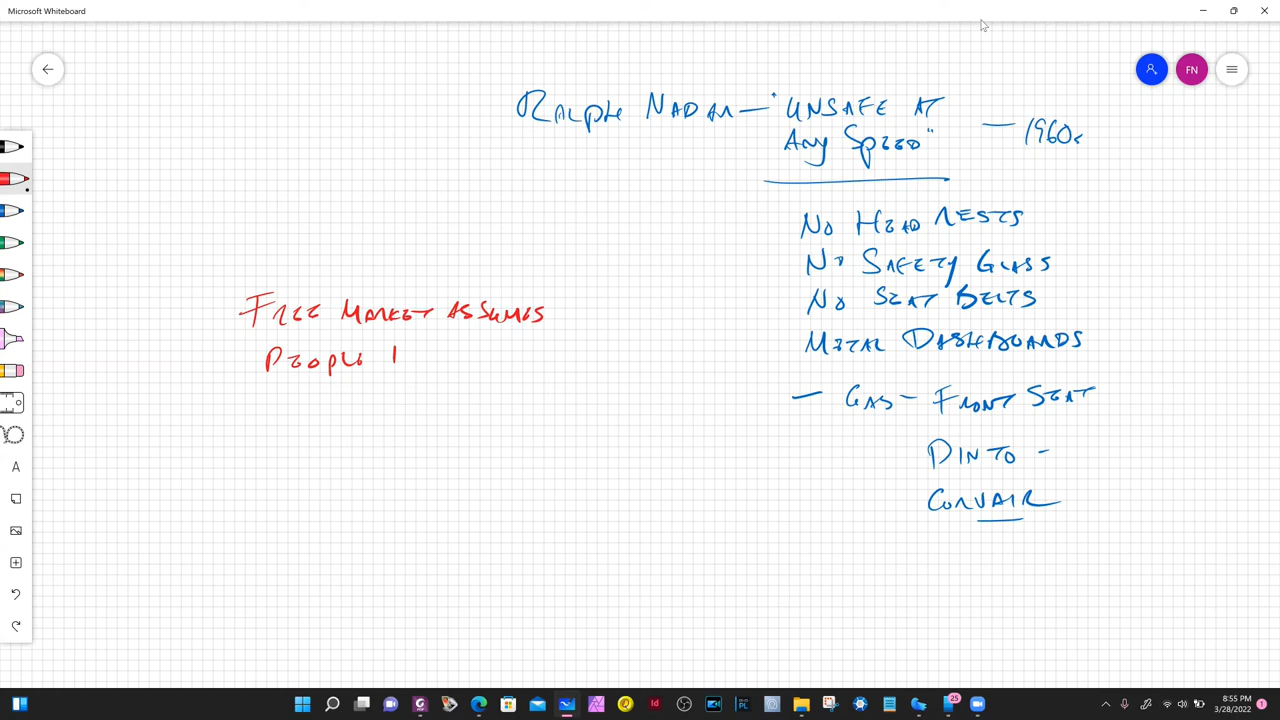 Microsoft Whiteboard
FN
RALPH NADAR — "UNSAFE AT
Any SPEED" — 1960s
NO HEAD RESTS
NO SAFETY GLASS
NO SEAT BELTS
METAL DASHBOARDS
— GAS - FRONT SEAT
PINTO -
CORVAIR
FREE MARKET ASSUMES
PEOPLE
A
25
8:55 PM
3/28/2022